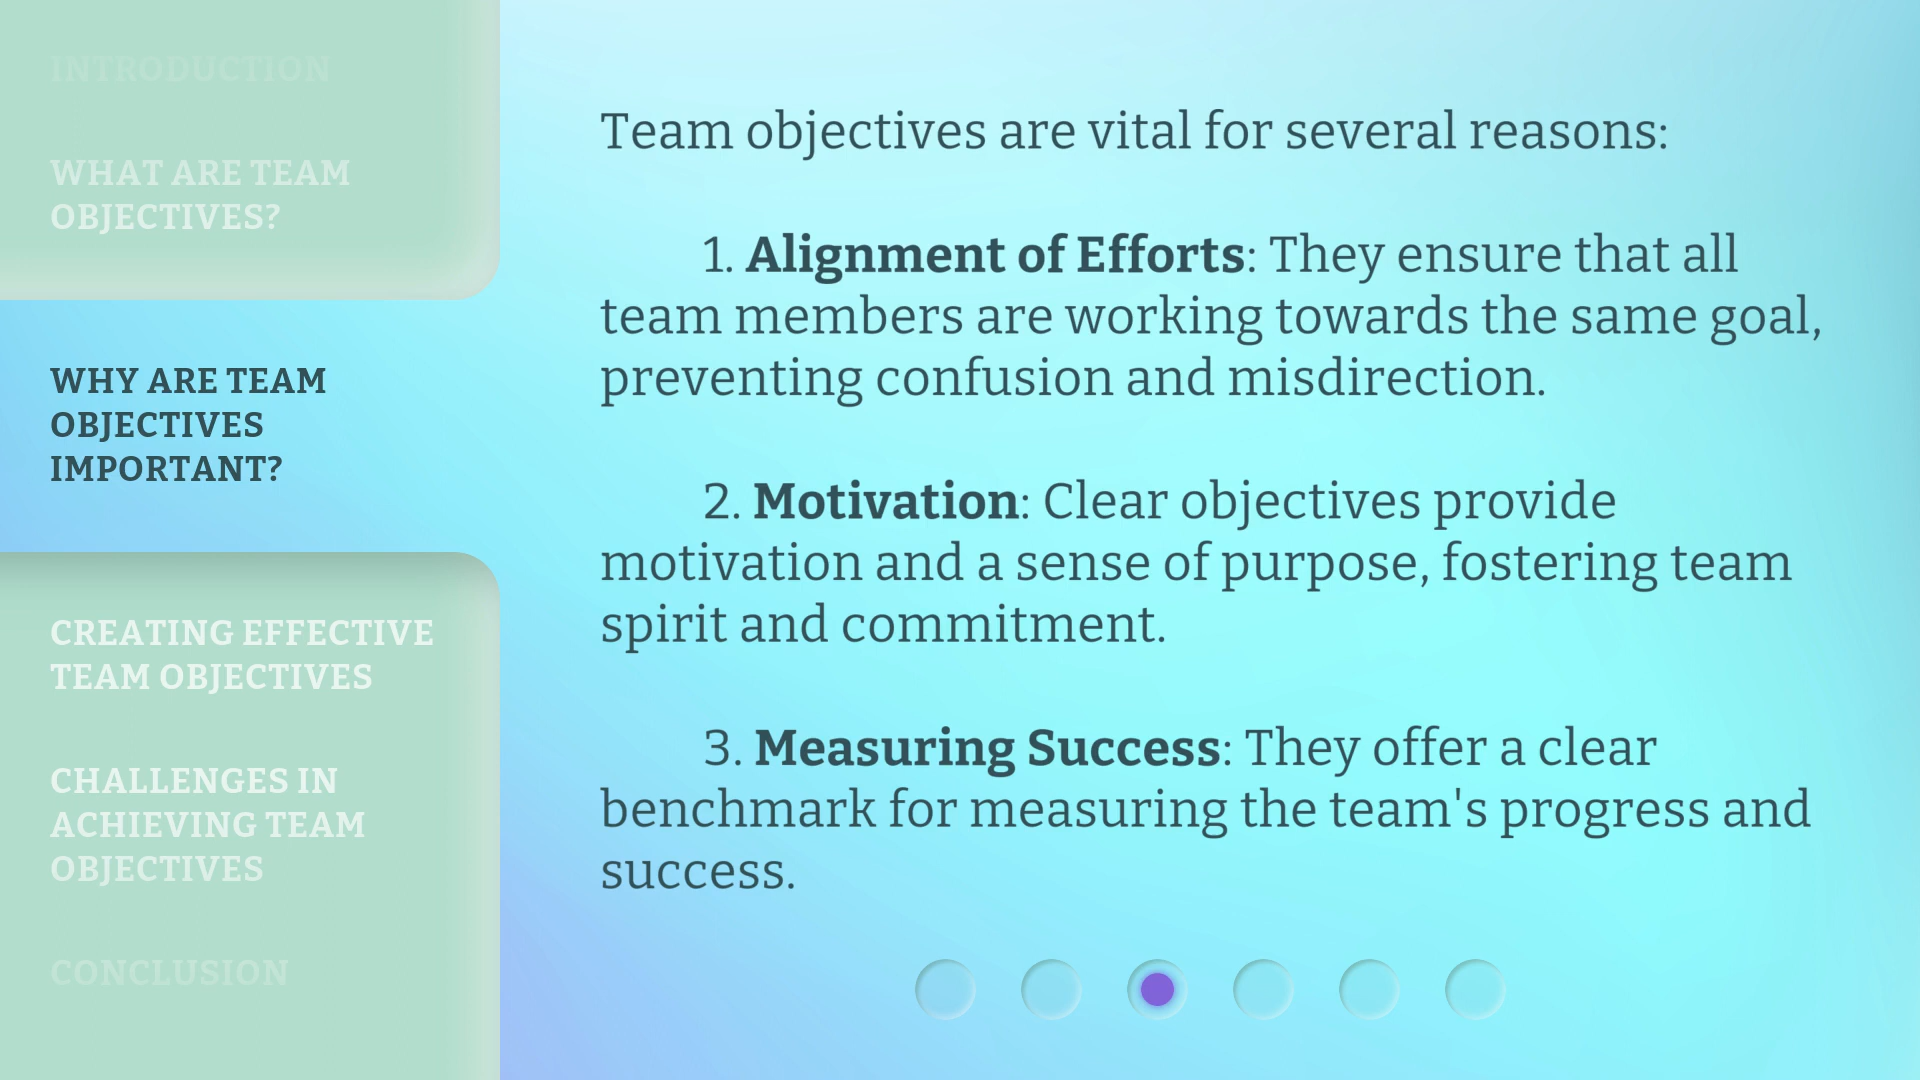 INTRODUCTION
WHAT ARE TEAM
OBJECTIVES?
WHY ARE TEAM
OBJECTIVES
IMPORTANT?
CREATING EFFECTIVE
TEAM OBJECTIVES
CHALLENGES IN
ACHIEVING TEAM
OBJECTIVES
CONCLUSION
Team objectives are vital for several reasons:
1. Alignment of Efforts: They ensure that all
team members are working towards the same goal,
preventing confusion and misdirection.
2. Motivation: Clear objectives provide
motivation and a sense of purpose, fostering team
spirit and commitment.
3. Measuring Success: They offer a clear
benchmark for measuring the team's progress and
success.